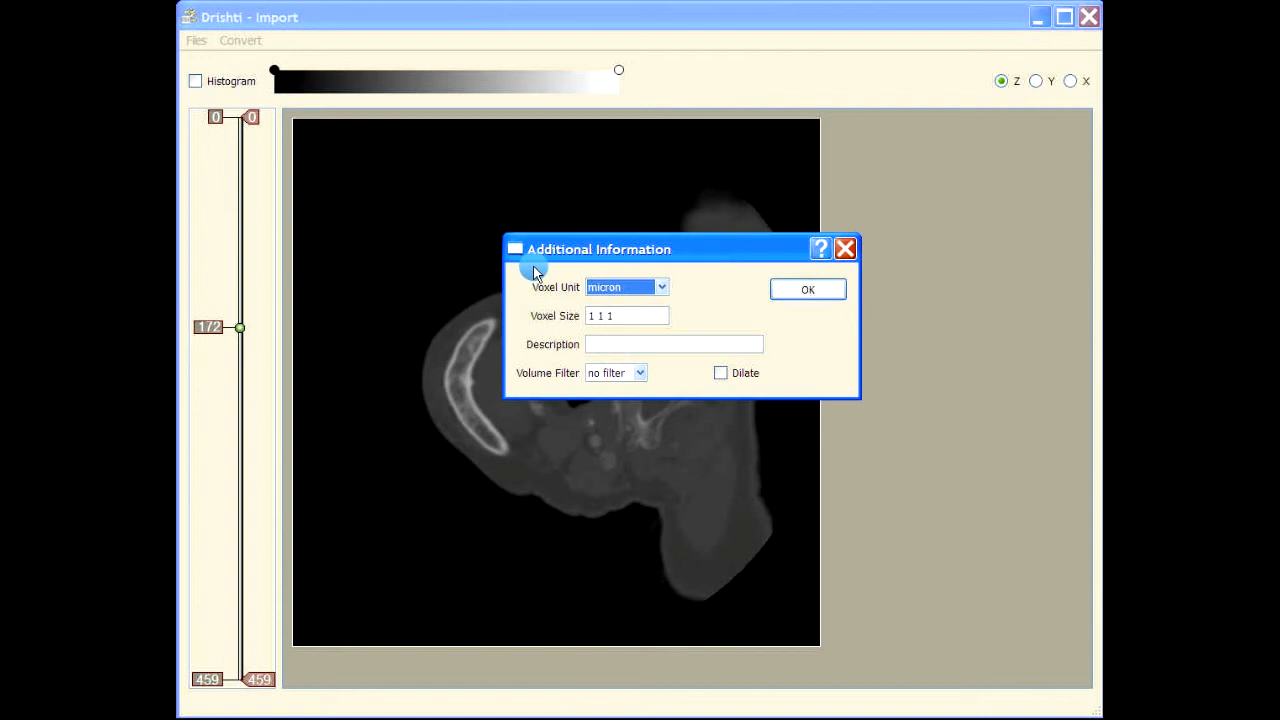 Drishti - Import
Files Convert
Histogram
Z Y X
0 0
172
459 459
Additional Information
Voxel Unit micron
OK
Voxel Size 1 1 1
Description
Volume Filter no filter Dilate